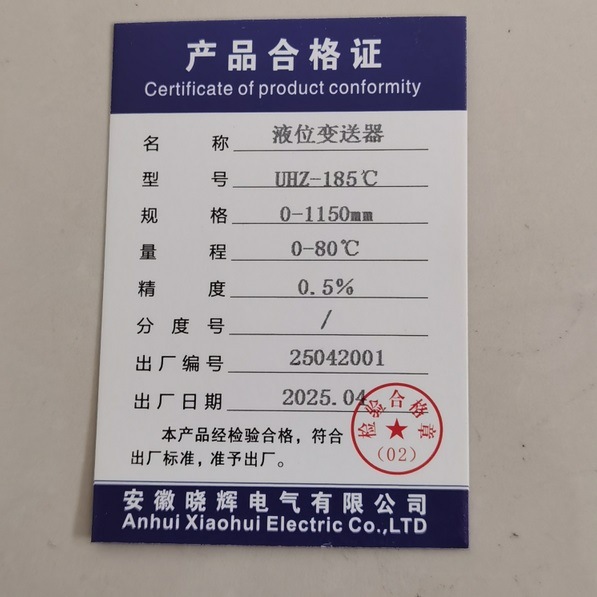 产品合格证
Certificate of product conformity
名 称 液位变送器
型 号 UHZ-185℃
规 格 0-1150mm
量 程 0-80℃
精 度 0.5%
分 度 号 /
出厂编号 25042001
出厂日期 2025.04
检验合格章
(02)
本产品经检验合格，符合
出厂标准，准予出厂。
安徽晓辉电气有限公司
Anhui Xiaohui Electric Co.,LTD